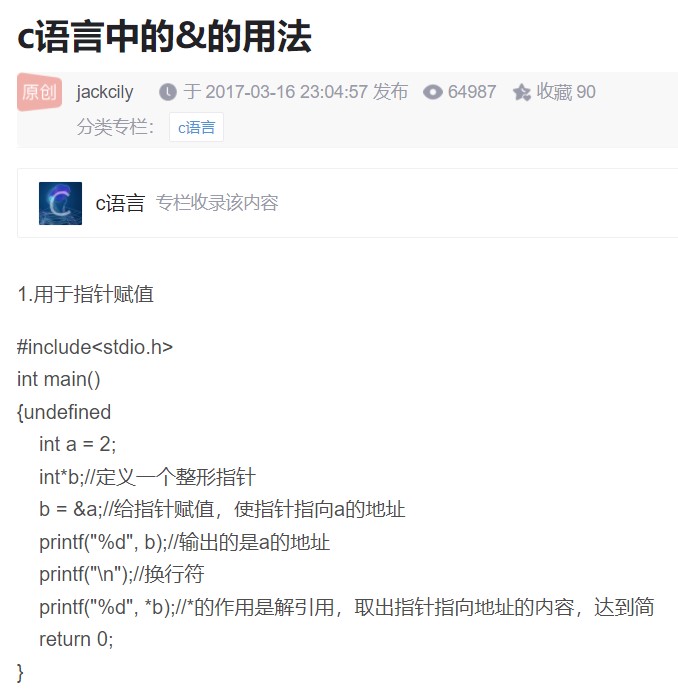 c语言中的&的用法
原创 jackcily 于 2017-03-16 23:04:57 发布 64987 收藏 90
分类专栏： c语言
c语言 专栏收录该内容
1.用于指针赋值
#include<stdio.h>
int main()
{undefined
int a = 2;
int*b;//定义一个整形指针
b = &a;//给指针赋值，使指针指向a的地址
printf("%d", b);//输出的是a的地址
printf("\n");//换行符
printf("%d", *b);//*的作用是解引用，取出指针指向地址的内容，达到简
return 0;
}